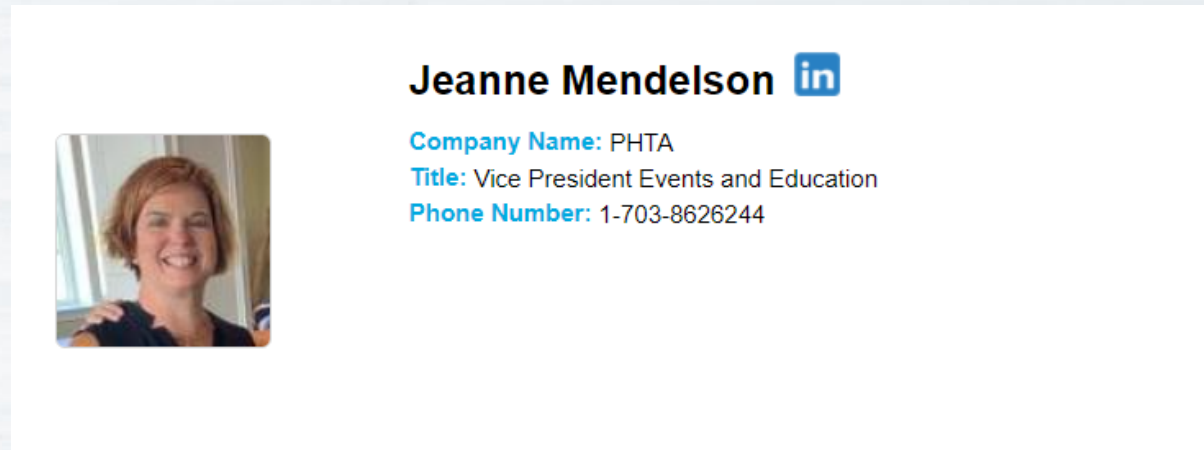 Jeanne Mendelson in
Company Name: PHTA
Title: Vice President Events and Education
Phone Number: 1-703-8626244